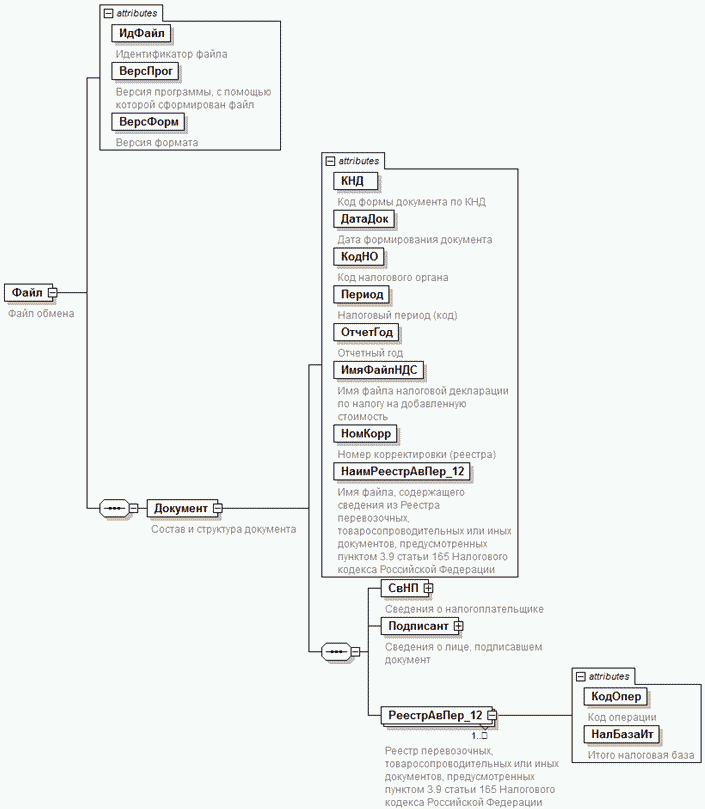 attributes
ИдФайл
Идентификатор файла
ВерсПрог
Версия программы, с помощью
которой сформирован файл
ВерсФорм
Версия формата
Файл
Файл обмена
attributes
КНД
Код формы документа по КНД
ДатаДок
Дата формирования документа
КодНО
Код налогового органа
Период
Налоговый период (код)
ОтчетГод
Отчетный год
ИмяФайлНДС
Имя файла налоговой декларации
по налогу на добавленную
стоимость
НомКорр
Номер корректировки (реестра)
НаимРеестрАвПер_12
Имя файла, содержащего
сведения из Реестра
перевозочных,
товаросопроводительных или иных
документов, предусмотренных
пунктом 3.9 статьи 165 Налогового
кодекса Российской Федерации
Документ
Состав и структура документа
СвНП
Сведения о налогоплательщике
Подписант
Сведения о лице, подписавшем
документ
РеестрАвПер_12
1..
Реестр перевозочных,
товаросопроводительных или иных
документов, предусмотренных
пунктом 3.9 статьи 165 Налогового
кодекса Российской Федерации
attributes
КодОпер
Код операции
НалБазаИт
Итого налоговая база